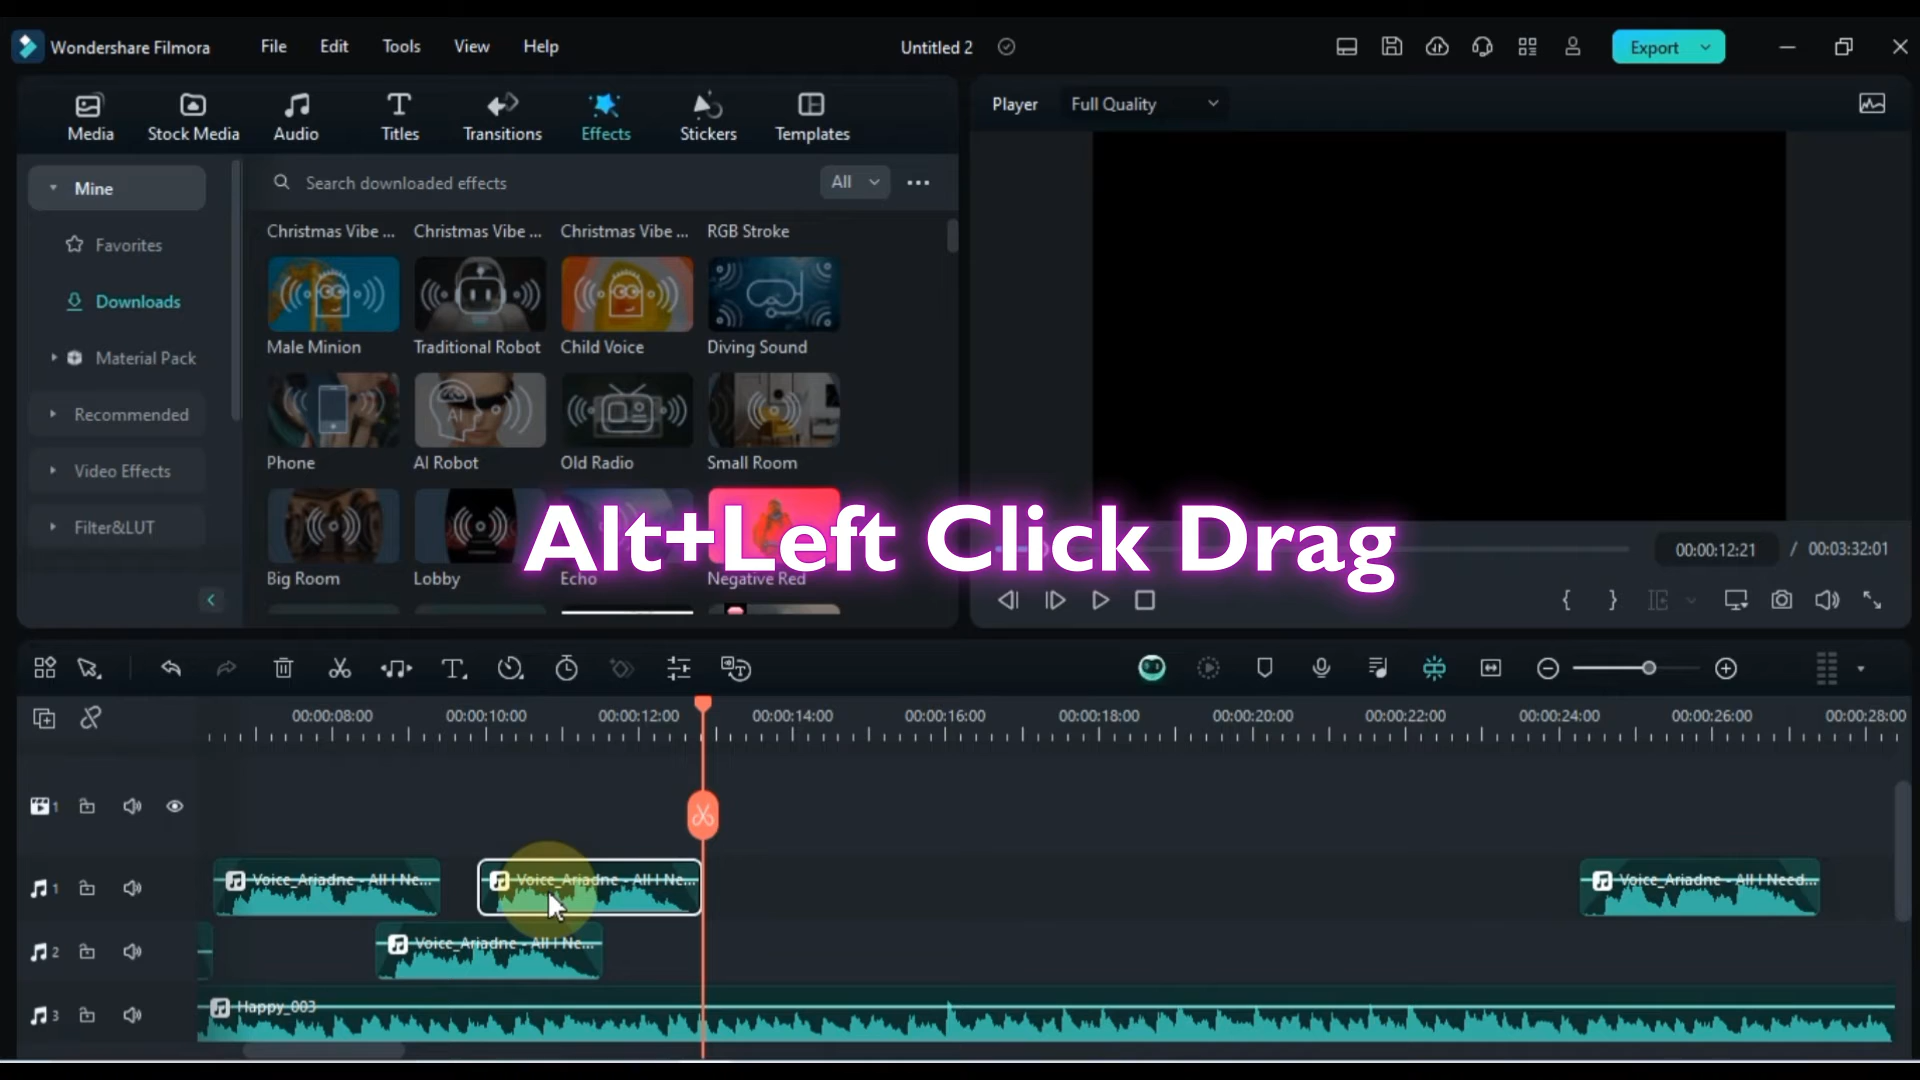 Wondershare Filmora
File
Edit
Tools
View
Help
Untitled 2
Export
Media
Stock Media
Audio
Titles
Transitions
Effects
Stickers
Templates
Player
Full Quality
Mine
Favorites
Downloads
Material Pack
Recommended
Video Effects
Filter&LUT
Search downloaded effects
All
Christmas Vibe ...
Christmas Vibe ...
Christmas Vibe ...
RGB Stroke
Male Minion
Traditional Robot
Child Voice
Diving Sound
Phone
AI
AI Robot
Old Radio
Small Room
Big Room
Lobby
Echo
Negative Red
Alt+Left Click Drag
00:00:12:21 / 00:03:32:01
00:00:08:00
00:00:10:00
00:00:12:00
00:00:14:00
00:00:16:00
00:00:18:00
00:00:20:00
00:00:22:00
00:00:24:00
00:00:26:00
00:00:28:00
1
1
Voice_Ariadne - All I Ne...
Voice_Ariadne - All I Ne...
Voice_Ariadne - All I Need...
2
Voice_Ariadne - All I Ne...
3
Happy_003